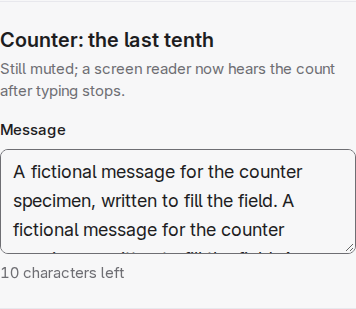 Counter: the last tenth
Still muted; a screen reader now hears the count
after typing stops.
Message
A fictional message for the counter
specimen, written to fill the field. A
fictional message for the counter
10 characters left